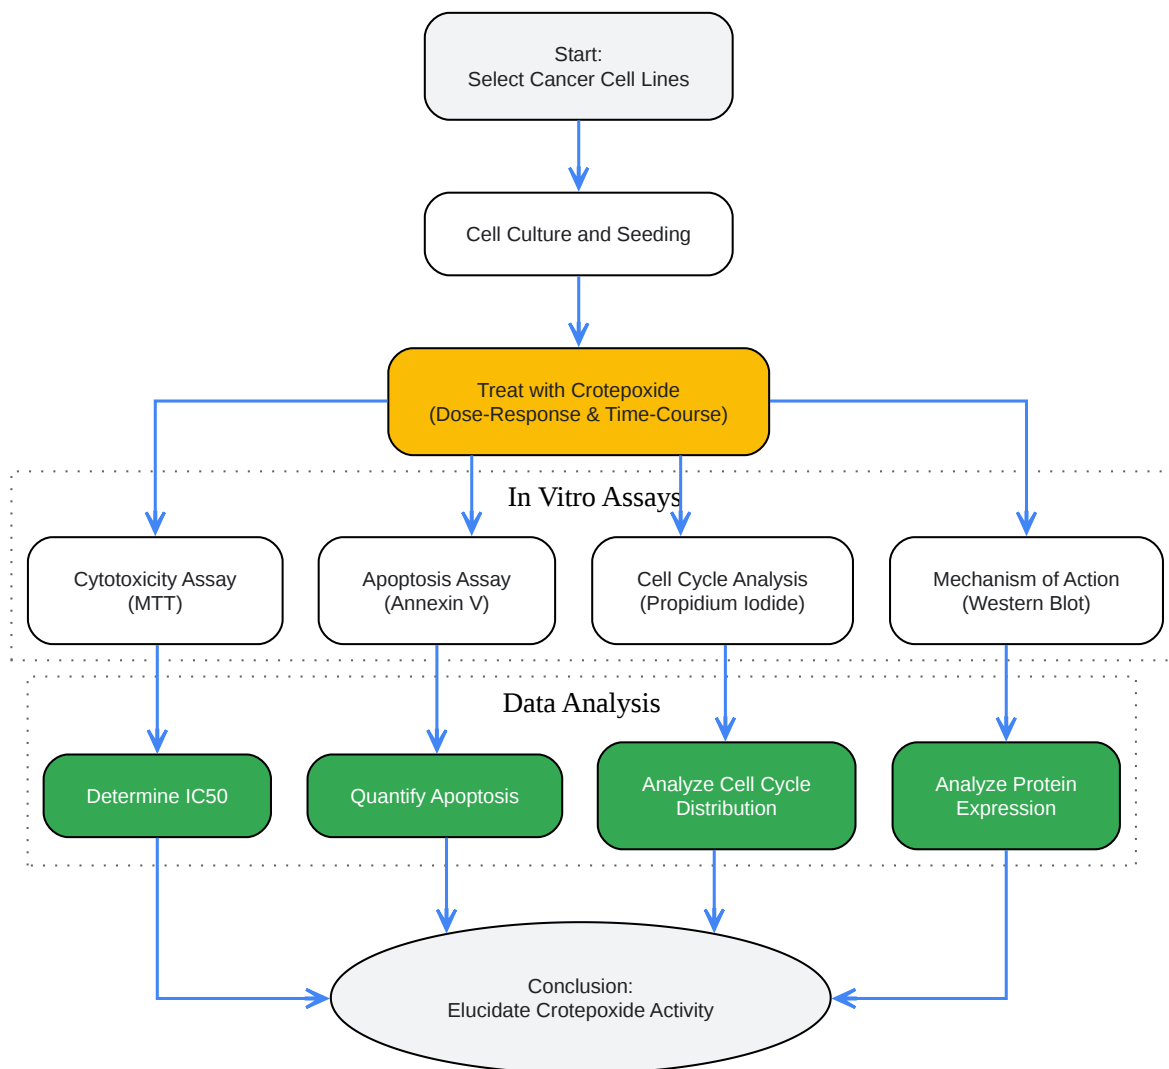 Start:
Select Cancer Cell Lines
Cell Culture and Seeding
Treat with Crotepoxide
(Dose-Response & Time-Course)
In Vitro Assays
Cytotoxicity Assay
(MTT)
Apoptosis Assay
(Annexin V)
Cell Cycle Analysis
(Propidium Iodide)
Mechanism of Action
(Western Blot)
Data Analysis
Determine IC50
Quantify Apoptosis
Analyze Cell Cycle
Distribution
Analyze Protein
Expression
Conclusion:
Elucidate Crotepoxide Activity